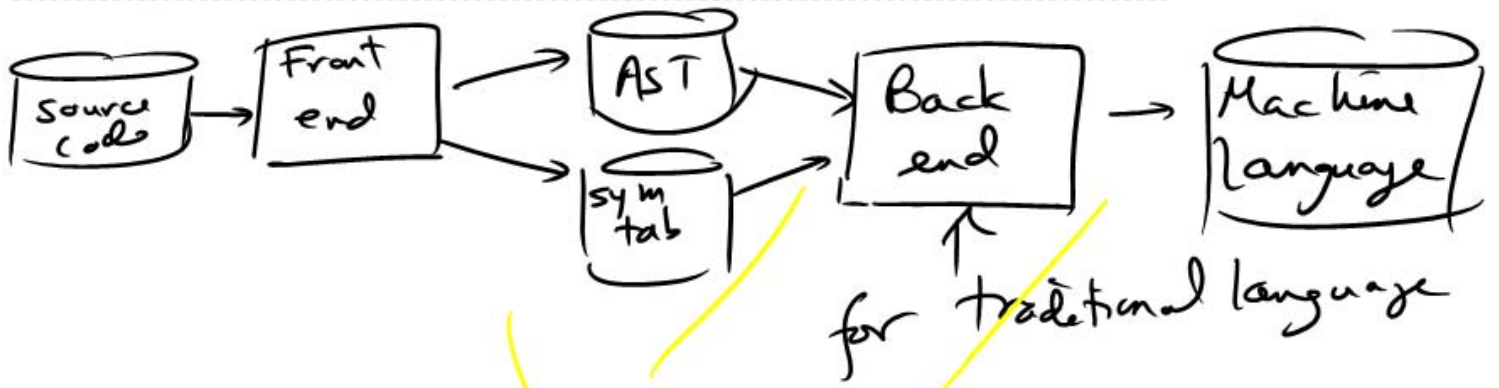 source
code
Front
end
AST
sym
tab
Back
end
Machine
Language
for traditional language